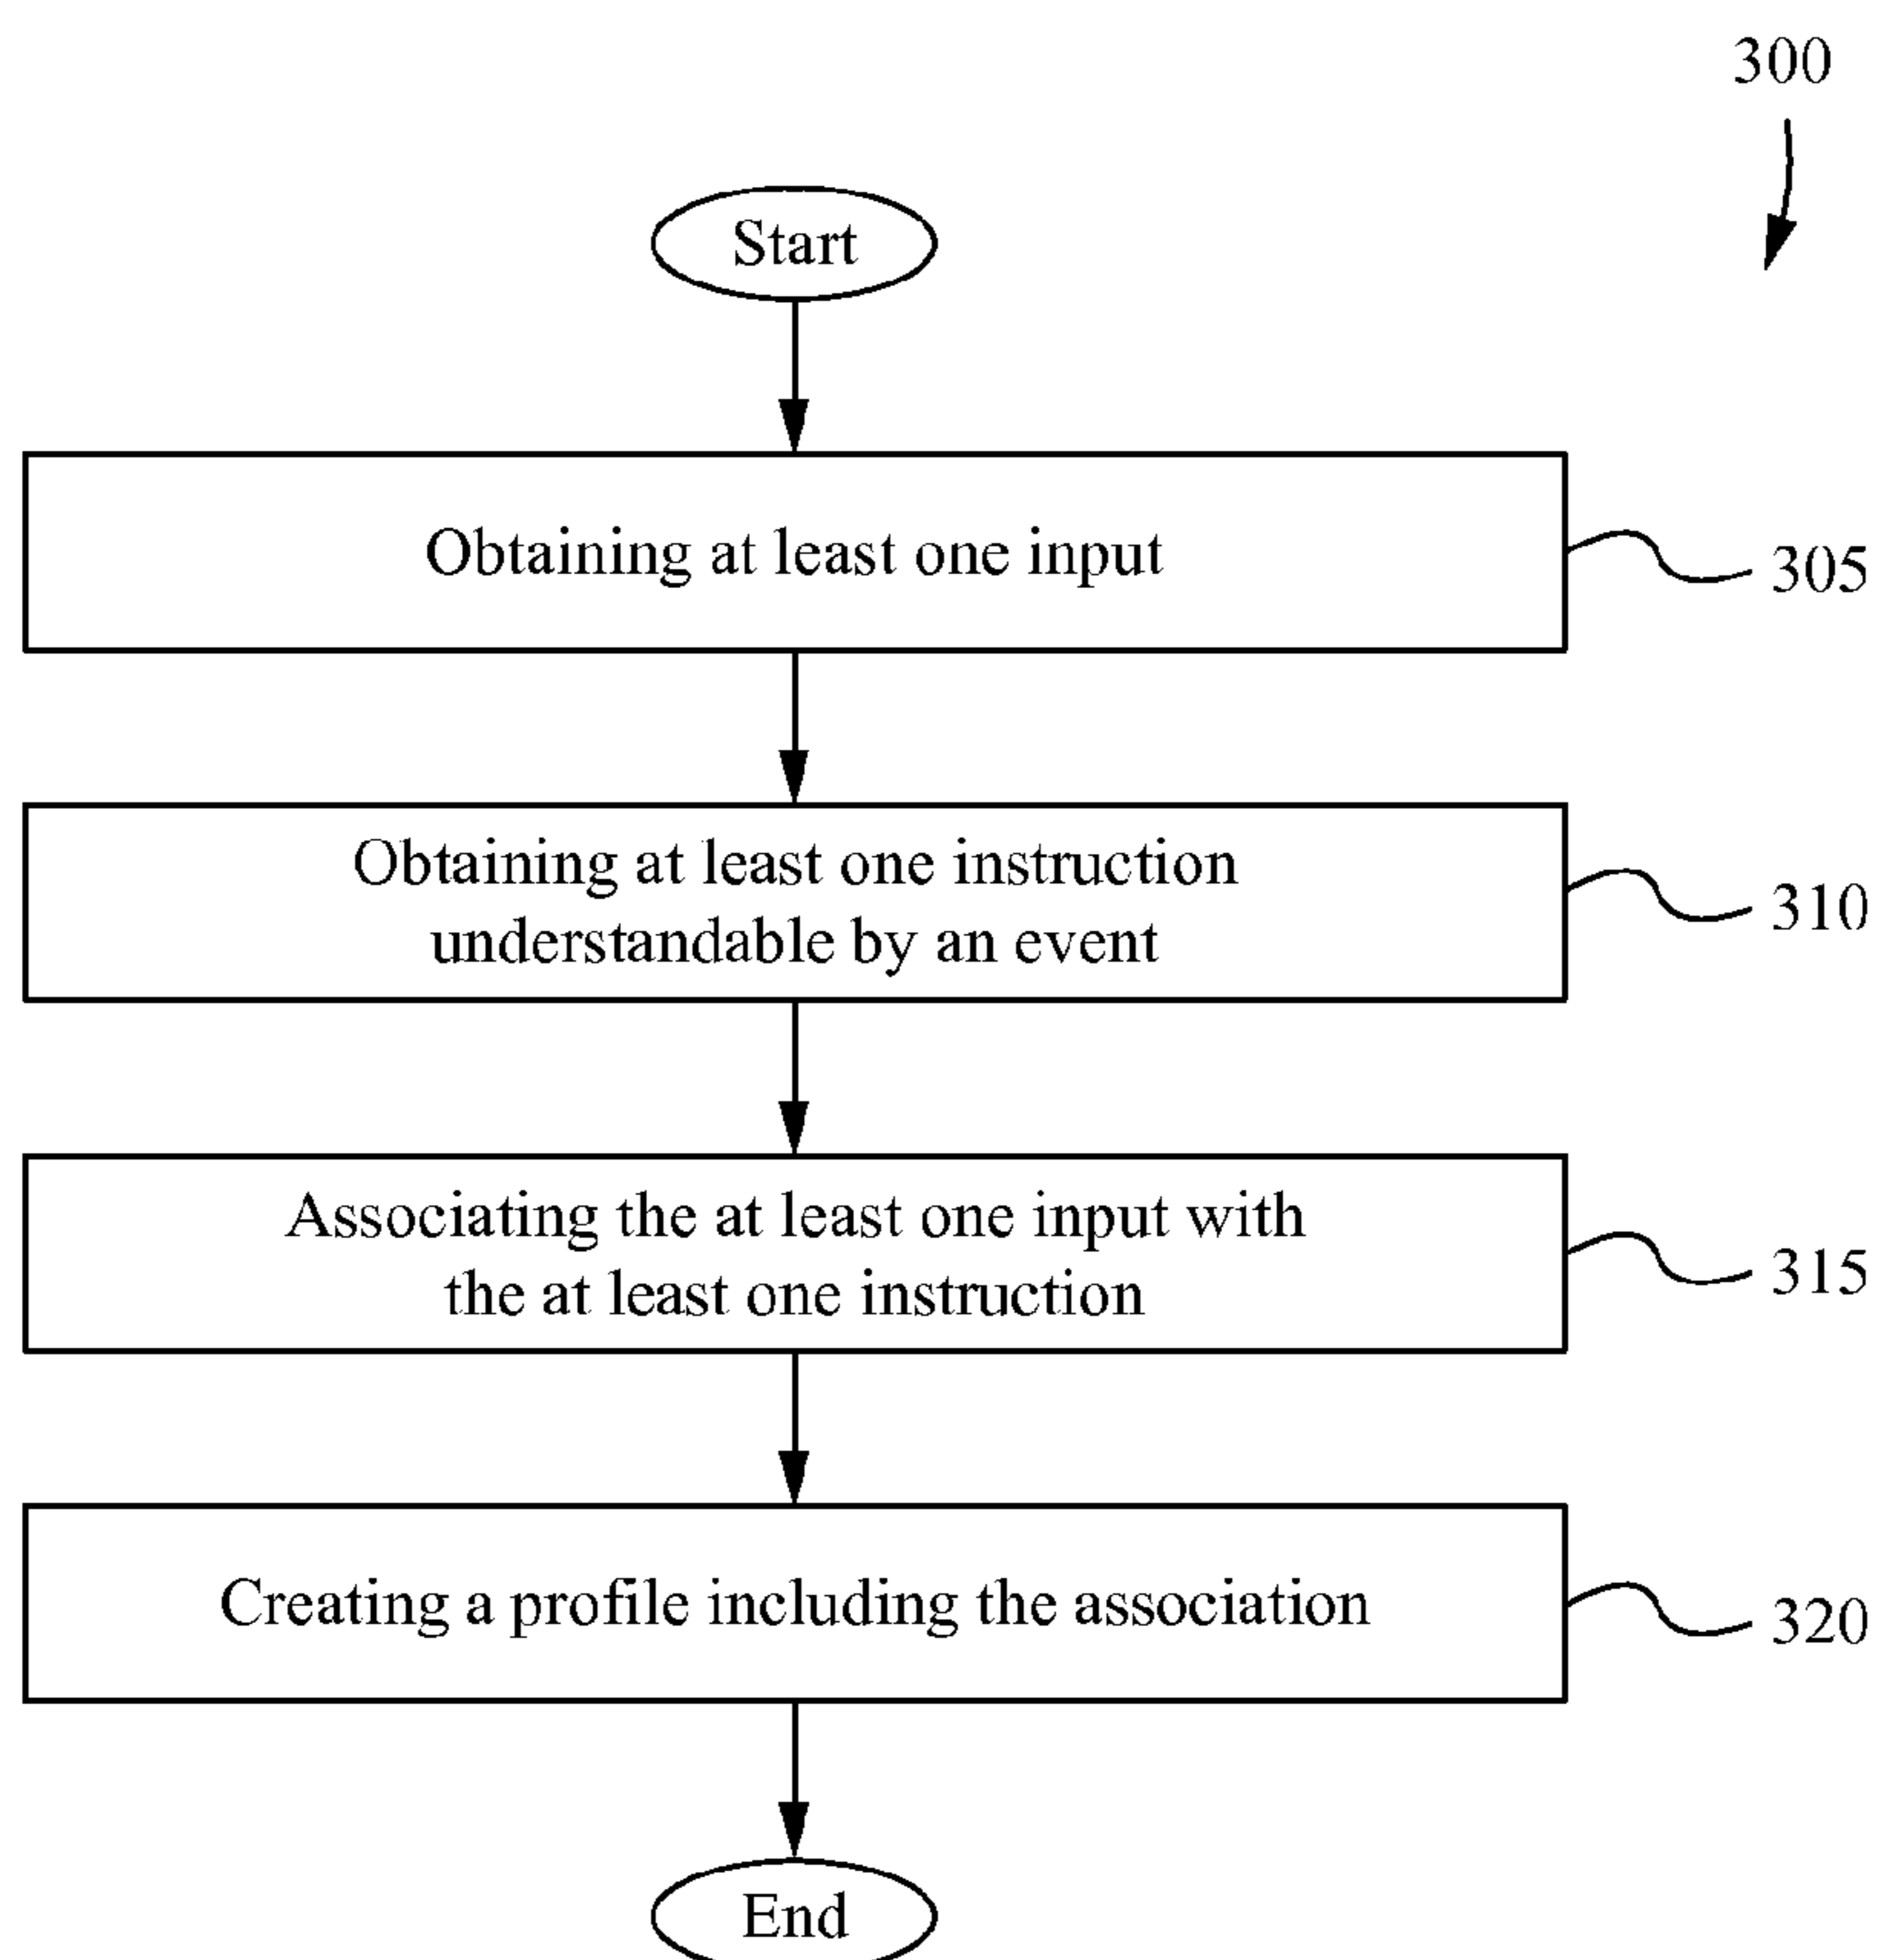 300
Start
Obtaining at least one input
305
Obtaining at least one instruction
understandable by an event
310
Associating the at least one input with
the at least one instruction
315
Creating a profile including the association
320
End